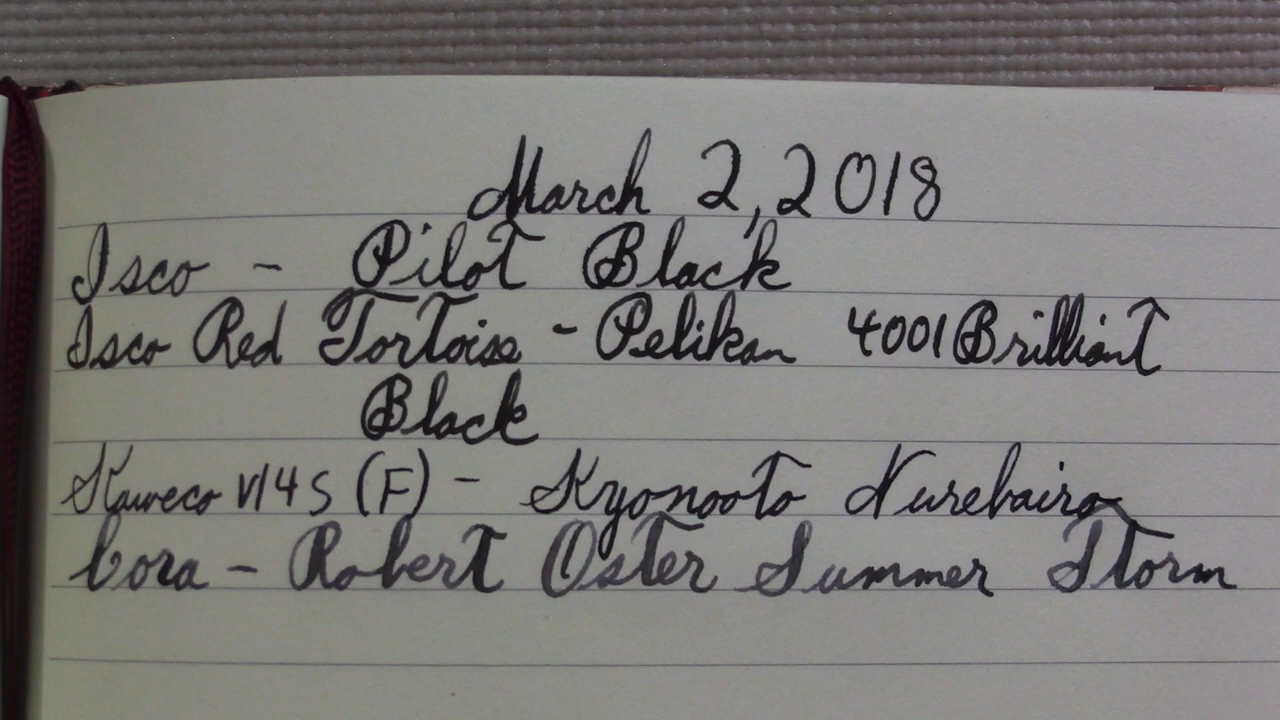 March 2, 2018
Isco - Pilot Black
Isco Red Tortoise - Pelikan 4001 Brilliant
Black
Kaweco V14 S (F) - Kyonooto Nurebairo
Cora - Robert Oster Summer Storm